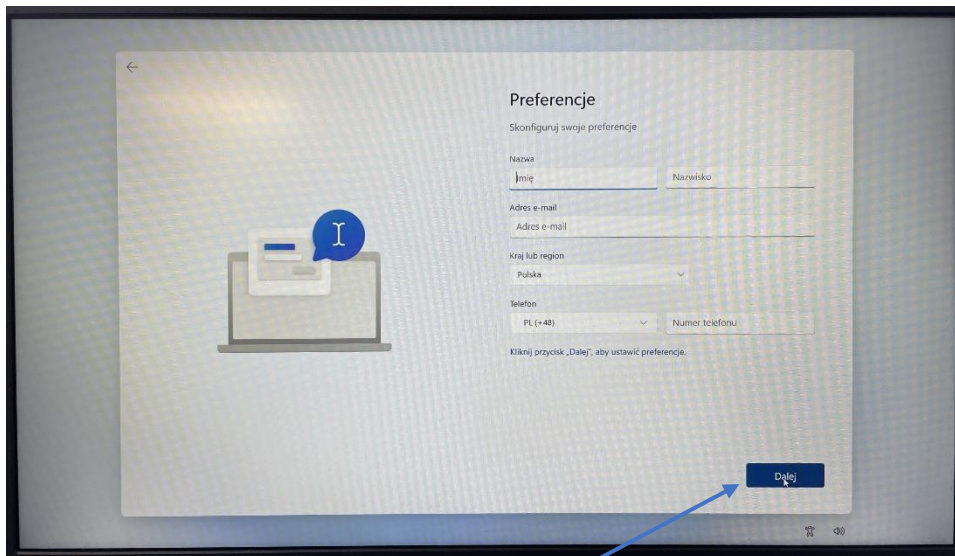 Preferencje
Skonfiguruj swoje preferencje
Nazwa
Imię
Nazwisko
Adres e-mail
Adres e-mail
Kraj lub region
Polska
Telefon
PL (+48)
Numer telefonu
Kliknij przycisk „Dalej”, aby ustawić preferencje.
Dalej